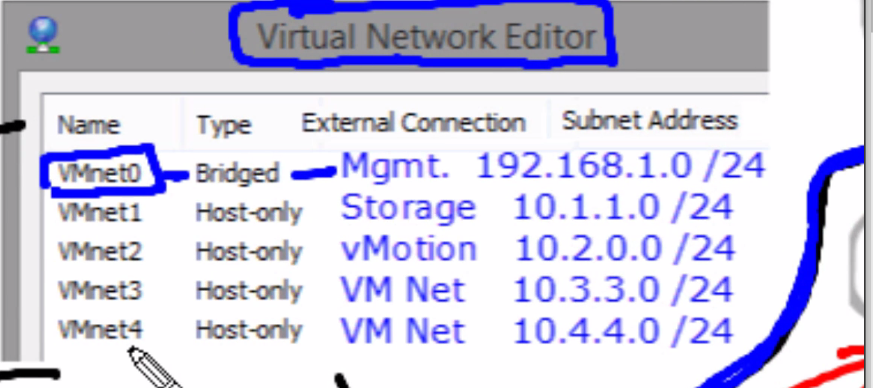 Virtual Network Editor
Name Type External Connection Subnet Address
VMnet0 Bridged Mgmt. 192.168.1.0 /24
VMnet1 Host-only Storage 10.1.1.0 /24
VMnet2 Host-only vMotion 10.2.0.0 /24
VMnet3 Host-only VM Net 10.3.3.0 /24
VMnet4 Host-only VM Net 10.4.4.0 /24